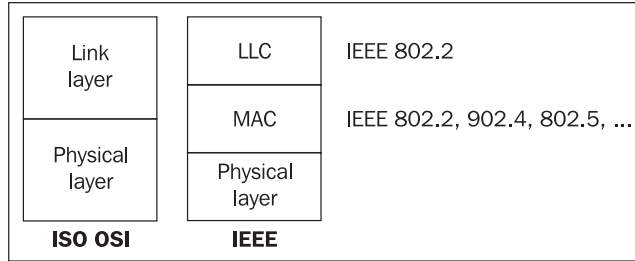 Link
layer
LLC
IEEE 802.2
MAC
IEEE 802.2, 902.4, 802.5, ...
Physical
layer
Physical
layer
ISO OSI
IEEE